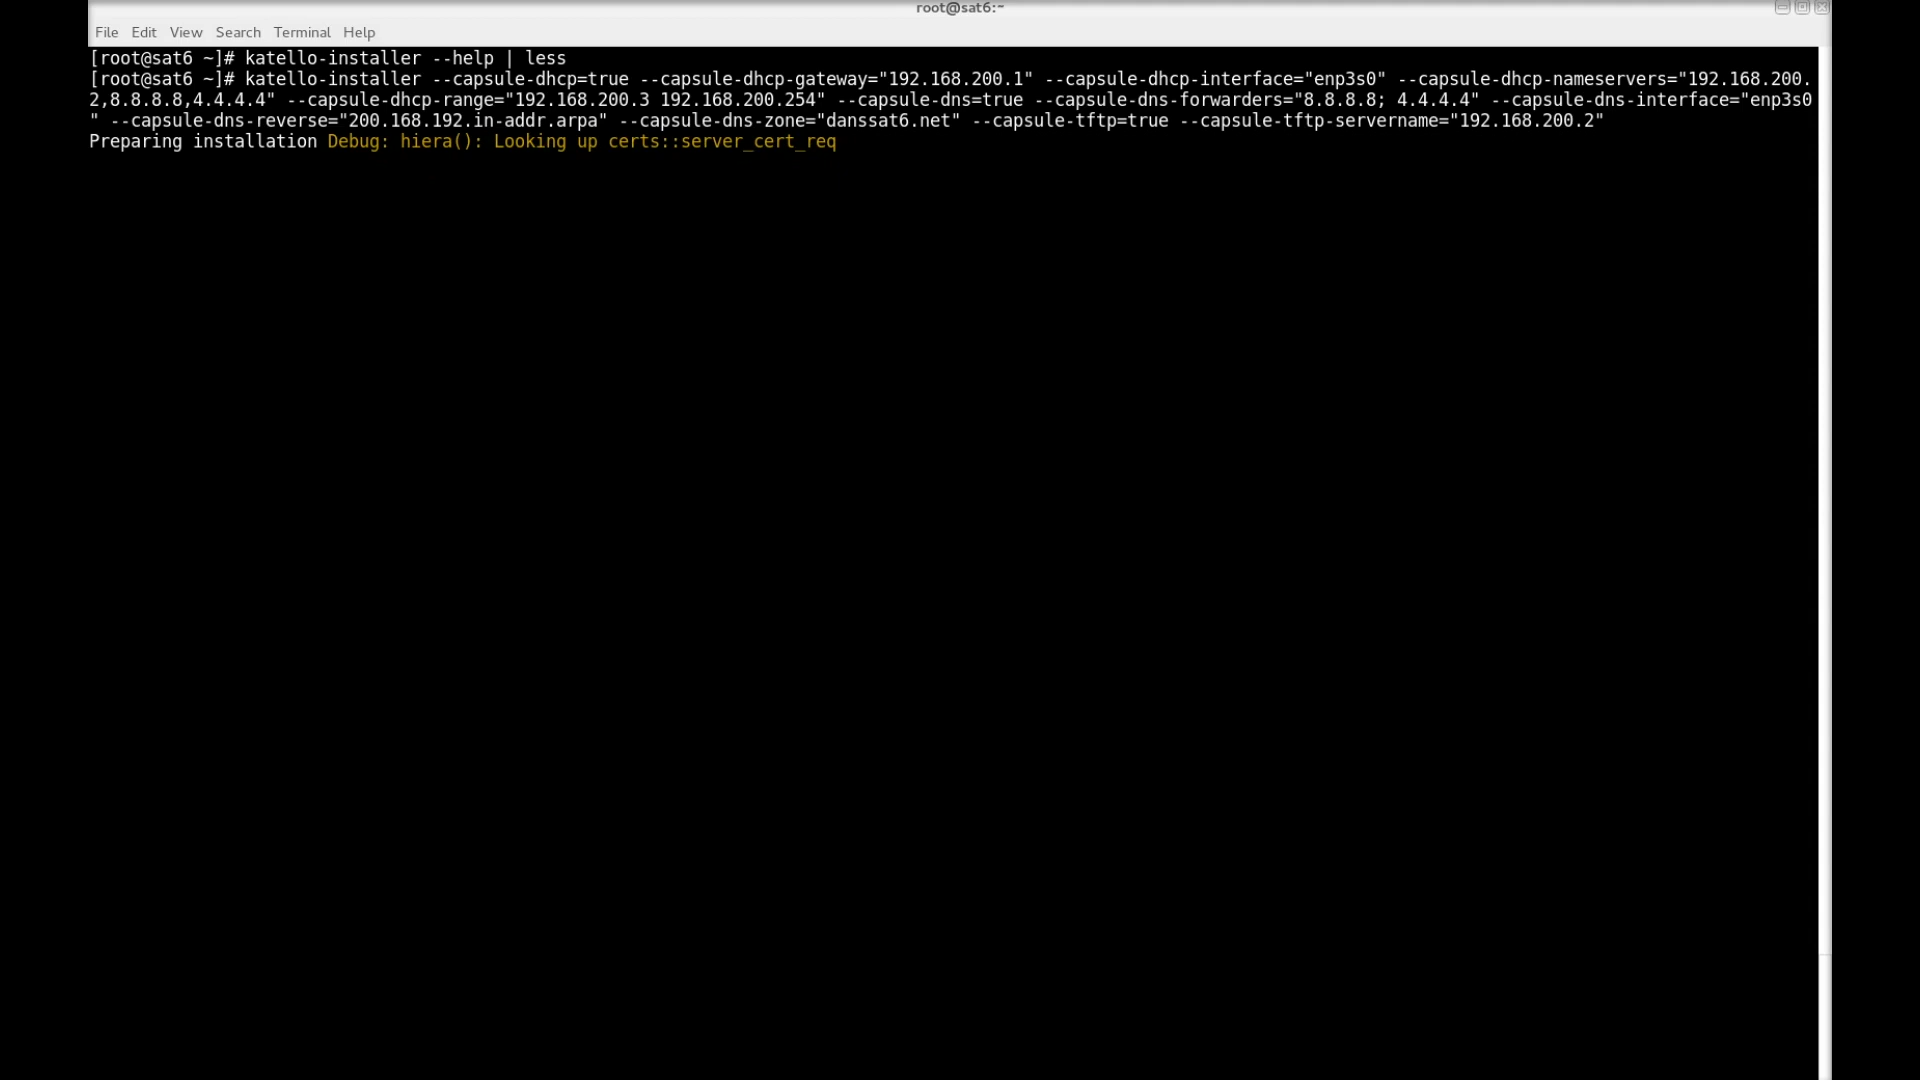 root@sat6:~
File Edit View Search Terminal Help
[root@sat6 ~]# katello-installer --help | less
[root@sat6 ~]# katello-installer --capsule-dhcp=true --capsule-dhcp-gateway="192.168.200.1" --capsule-dhcp-interface="enp3s0" --capsule-dhcp-nameservers="192.168.200.
2,8.8.8.8,4.4.4.4" --capsule-dhcp-range="192.168.200.3 192.168.200.254" --capsule-dns=true --capsule-dns-forwarders="8.8.8.8; 4.4.4.4" --capsule-dns-interface="enp3s0
" --capsule-dns-reverse="200.168.192.in-addr.arpa" --capsule-dns-zone="danssat6.net" --capsule-tftp=true --capsule-tftp-servername="192.168.200.2"
Preparing installation Debug: hiera(): Looking up certs::server_cert_req